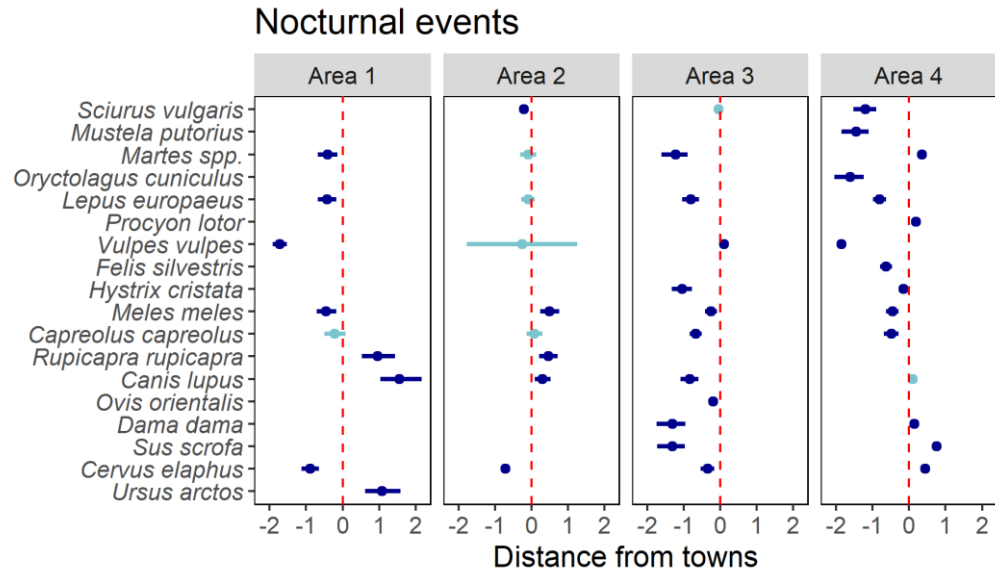 Nocturnal events
Area 1 Area 2 Area 3 Area 4
Sciurus vulgaris
Mustela putorius
Martes spp.
Oryctolagus cuniculus
Lepus europaeus
Procyon lotor
Vulpes vulpes
Felis silvestris
Hystrix cristata
Meles meles
Capreolus capreolus
Rupicapra rupicapra
Canis lupus
Ovis orientalis
Dama dama
Sus scrofa
Cervus elaphus
Ursus arctos
-2 -1 0 1 2 -2 -1 0 1 2 -2 -1 0 1 2 -2 -1 0 1 2
Distance from towns